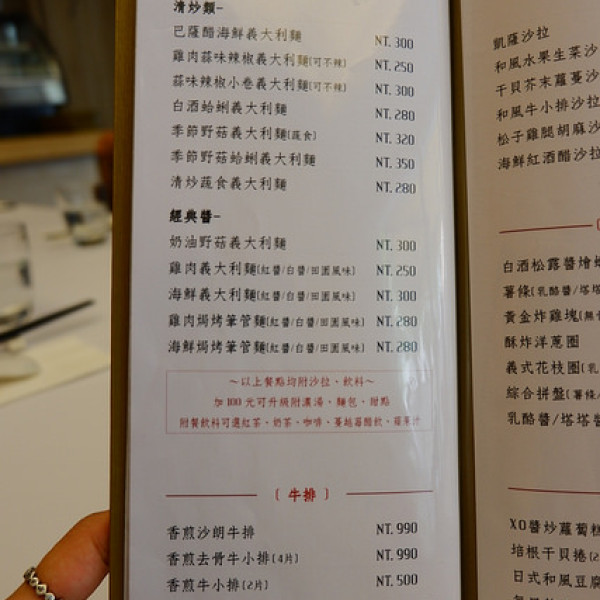 清炒類-
巴薩醋海鮮義大利麵 NT. 300
雞肉蒜味辣椒義大利麵(可不辣) NT. 250
蒜味辣椒小卷義大利麵(可不辣) NT. 300
白酒蛤蜊義大利麵 NT. 280
季節野菇義大利麵(蔬食) NT. 320
季節野菇蛤蜊義大利麵 NT. 350
清炒蔬食義大利麵 NT. 280
經典醬-
奶油野菇義大利麵 NT. 300
雞肉義大利麵(紅醬/白醬/田園風味) NT. 250
海鮮義大利麵(紅醬/白醬/田園風味) NT. 300
雞肉焗烤筆管麵(紅醬/白醬/田園風味) NT. 280
海鮮焗烤筆管麵(紅醬/白醬/田園風味) NT. 280
～以上餐點均附沙拉、飲料～
加 100 元可升級附濃湯、麵包、甜點
附餐飲料可選紅茶、奶茶、咖啡、蔓越莓醋飲、蘋果汁
〔 牛排 〕
香煎沙朗牛排 NT. 990
香煎去骨牛小排(4片) NT. 990
香煎牛小排(2片) NT. 500
凱薩沙拉
和風水果生菜沙
干貝芥末蘿蔓沙
和風牛小排沙拉
松子雞腿胡麻沙
海鮮紅酒醋沙拉
白酒松露醬燴
薯條(乳酪醬/塔塔
黃金炸雞塊(無
酥炸洋蔥圈
義式花枝圈(乳
綜合拼盤(薯條/
乳酪醬/塔塔醬
XO醬炒蘿蔔糕
培根干貝捲(2
日式和風豆腐